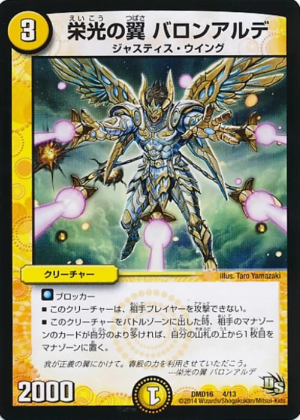 3
えいこう つばさ
栄光の翼 バロンアルデ
ジャスティス・ウイング
illus. Taro Yamazaki
クリーチャー
ブロッカー
■ このクリーチャーは、相手プレイヤーを攻撃できない。
■ このクリーチャーをバトルゾーンに出した時、相手のマナゾーンのカードが自分のより多ければ、自分の山札の上から1枚目をマナゾーンに置く。
我が正義の翼にかけて。貴殿の力を利用させていただこう。
―栄光の翼 バロンアルデ
2000
1
DMD16 4/13
©2014 Wizards/Shogakukan/Mitsui-Kids